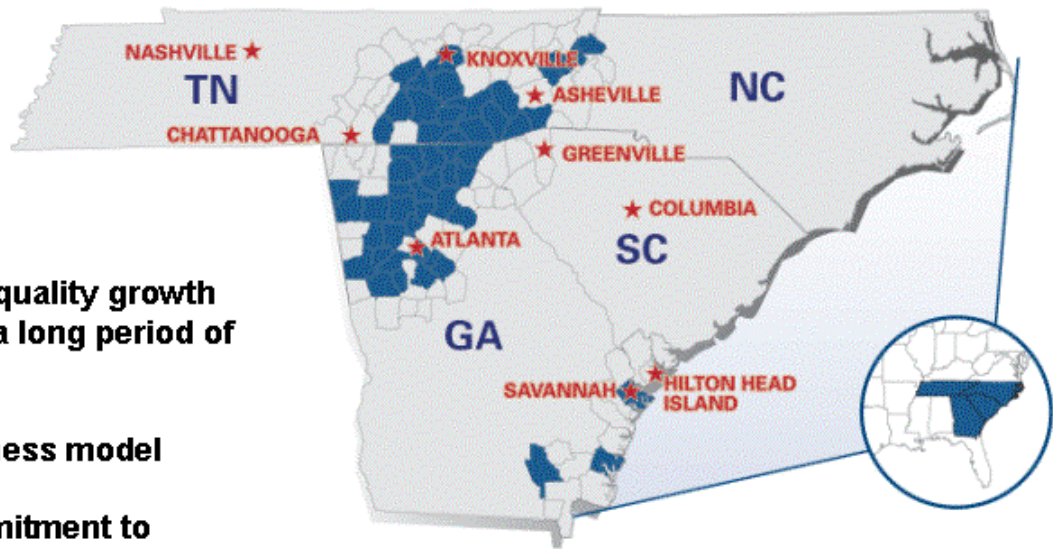 NASHVILLE
KNOXVILLE
TN
NC
ASHEVILLE
CHATTANOOGA
GREENVILLE
COLUMBIA
ATLANTA
SC
quality growth
a long period of
GA
SAVANNAH
HILTON HEAD
ISLAND
ess model
mitment to